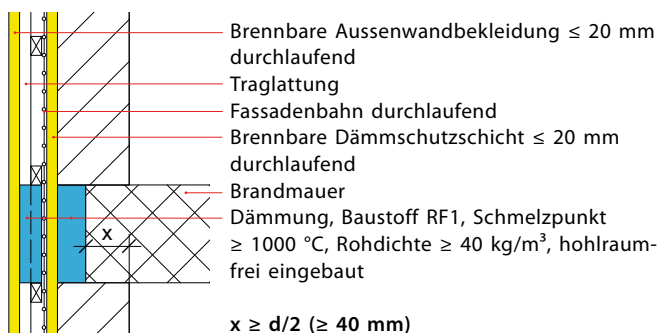 Brennbare Aussenwandbekleidung ≤ 20 mm
durchlaufend
Traglattung
Fassadenbahn durchlaufend
Brennbare Dämmschutzschicht ≤ 20 mm
durchlaufend
Brandmauer
Dämmung, Baustoff RF1, Schmelzpunkt
≥ 1000 °C, Rohdichte ≥ 40 kg/m³, hohlraum-
frei eingebaut
x
x ≥ d/2 (≥ 40 mm)